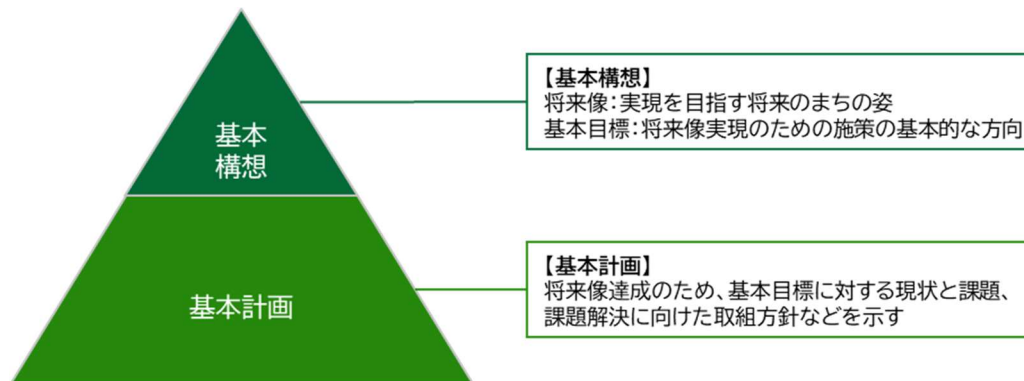 基本
構想
【基本構想】
将来像：実現を目指す将来のまちの姿
基本目標：将来像実現のための施策の基本的な方向
基本計画
【基本計画】
将来像達成のため、基本目標に対する現状と課題、
課題解決に向けた取組方針などを示す